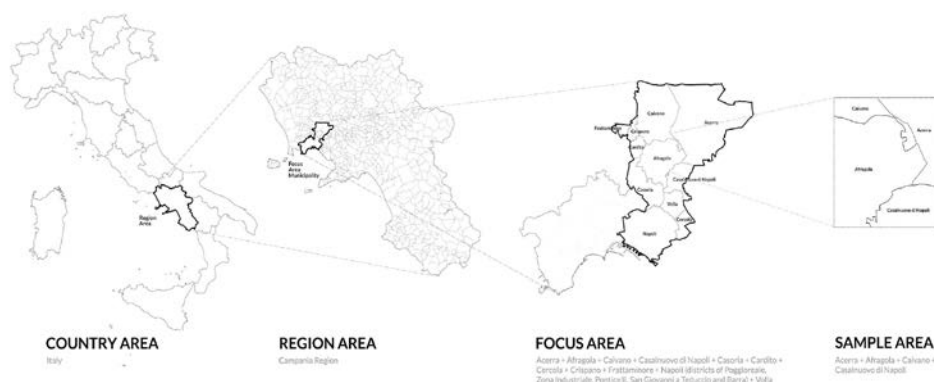 Region
Area
Focus
Area
Municipality
Caivano
Acerra
Crispano
Cardito
Afragola
Casalnuovo di Napoli
Casoria
Volla
Cercola
Napoli
Caivano
Acerra
Afragola
Casalnuovo di Napoli
COUNTRY AREA
Italy
REGION AREA
Campania Region
FOCUS AREA
Acerra + Afragola + Caivano + Casalnuovo di Napoli + Casoria + Cardito +
Cercola + Crispano + Frattaminore + Napoli (districts of Poggioreale,
Zona Industriale, Ponticelli, San Giovanni a Teduccio and Barra) + Volla
SAMPLE AREA
Acerra + Afragola + Caivano +
Casalnuovo di Napoli